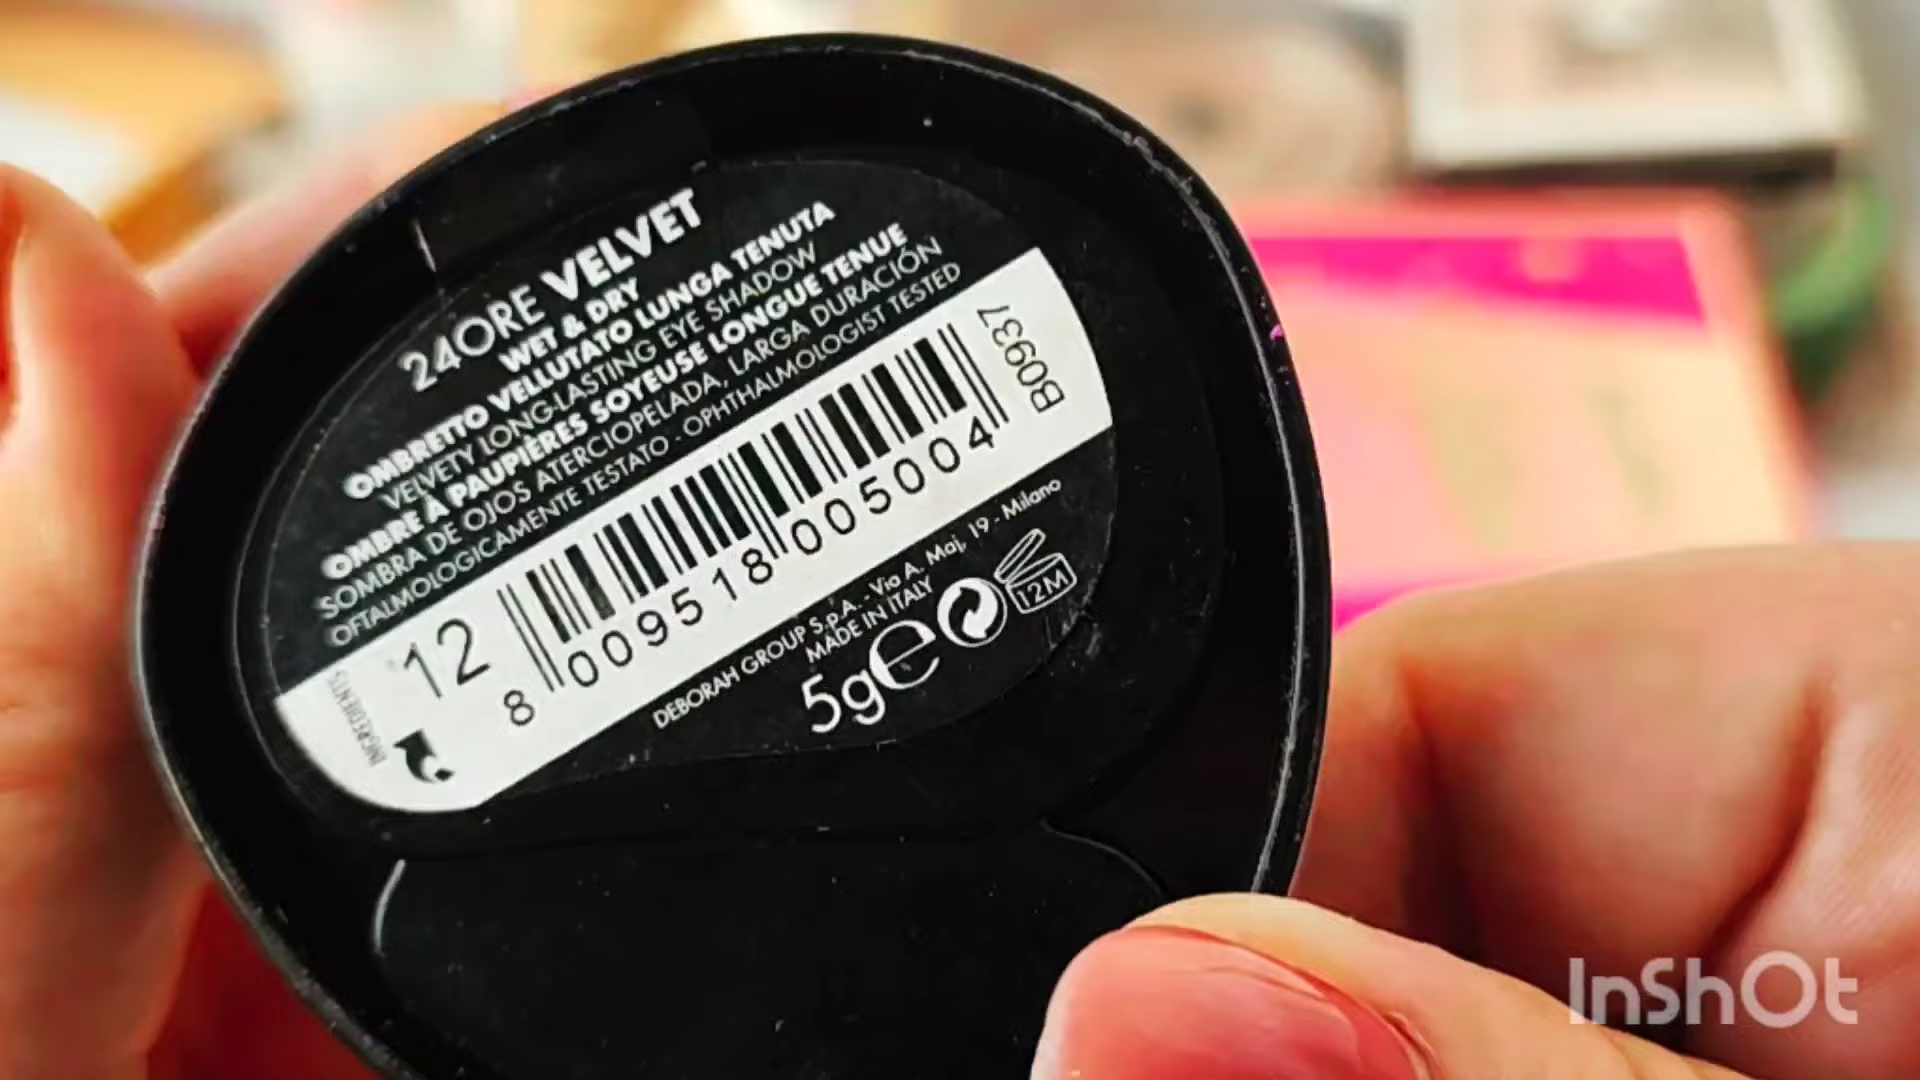 24ORE VELVET
WET & DRY
OMBRETTO VELLUTATO LUNGA TENUTA
VELVETY LONG-LASTING EYE SHADOW
OMBRE À PAUPIÈRES SOYEUSE LONGUE TENUE
SOMBRA DE OJOS ATERCIOPELADA, LARGA DURACIÓN
OFTALMOLOGICAMENTE TESTATO - OPHTHALMOLOGIST TESTED
INGREDIENTS
12
8 009518 005004
B0937
DEBORAH GROUP S.P.A. - Via A. Maj, 19 - Milano
MADE IN ITALY
5g e
12M
InShOt